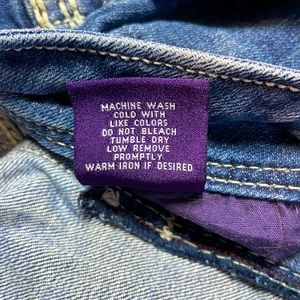 MACHINE WASH
COLD WITH
LIKE COLORS
DO NOT BLEACH
TUMBLE DRY
LOW REMOVE
PROMPTLY
WARM IRON IF DESIRED